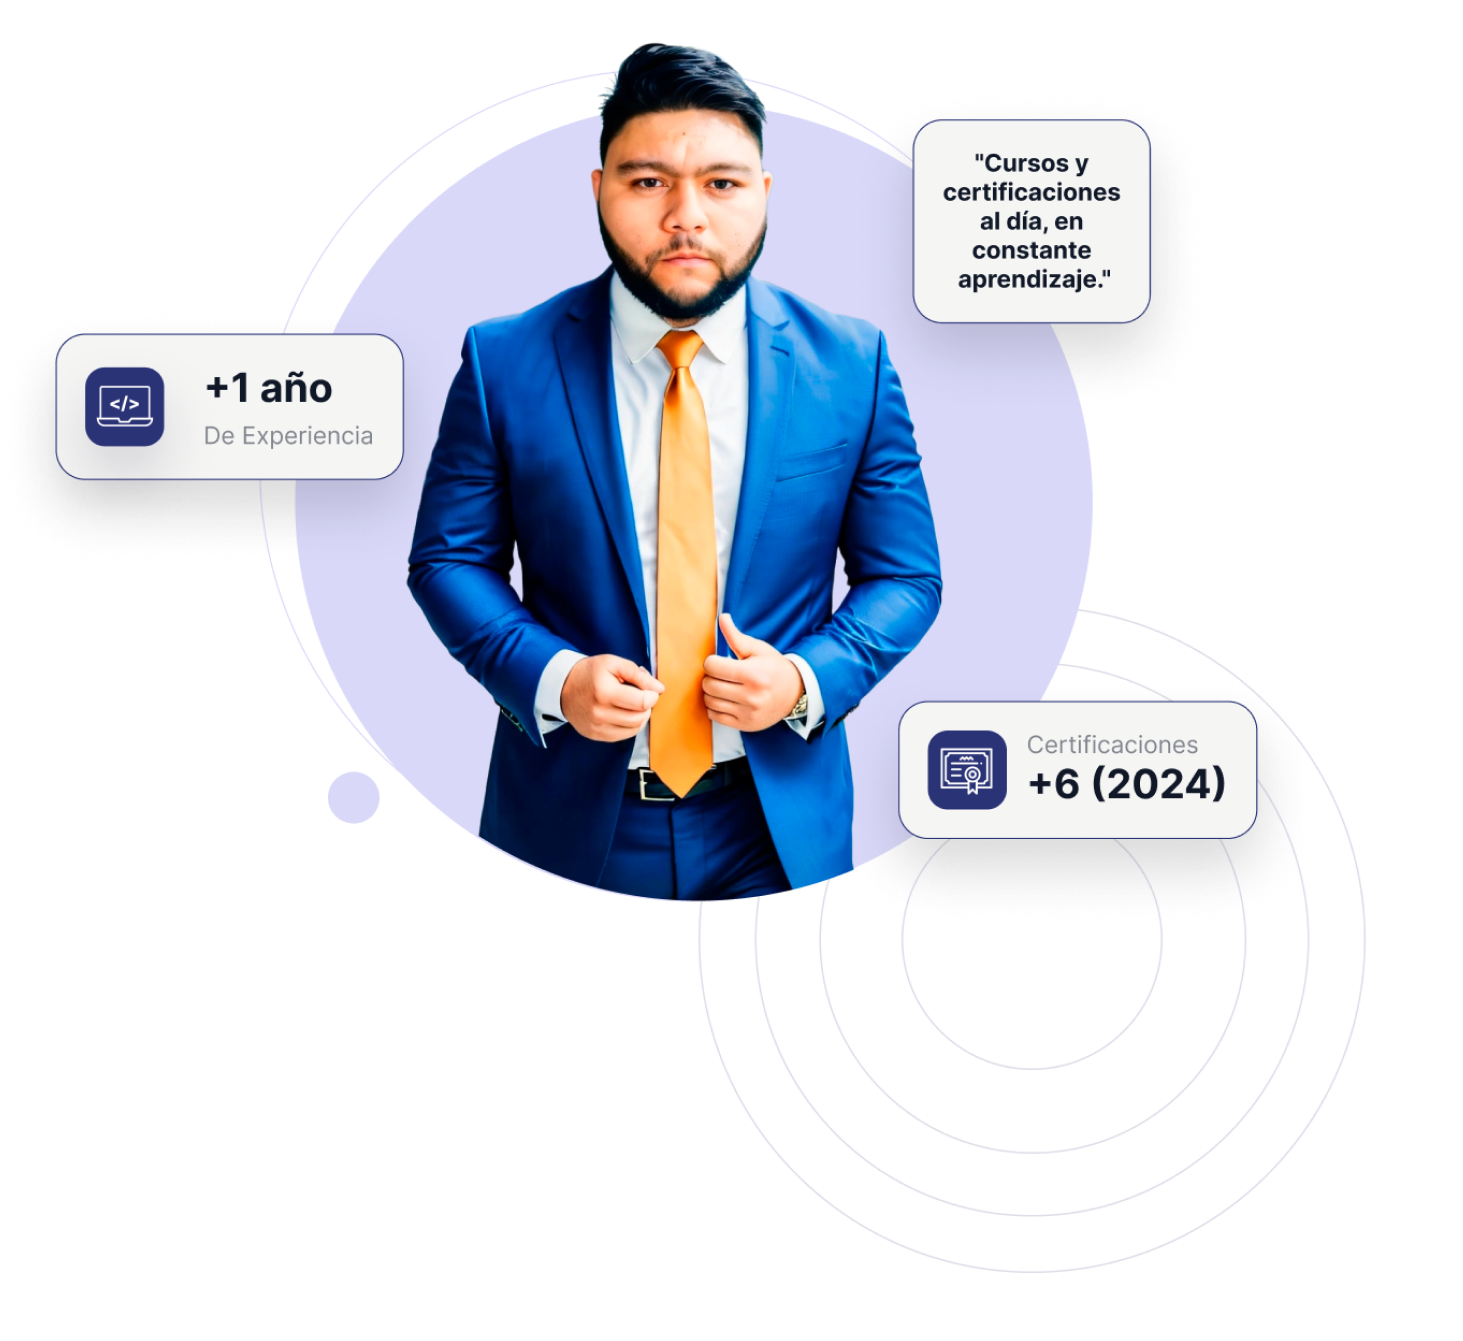 "Cursos y
certificaciones
al día, en
constante
aprendizaje."
+1 año
De Experiencia
Certificaciones
+6 (2024)